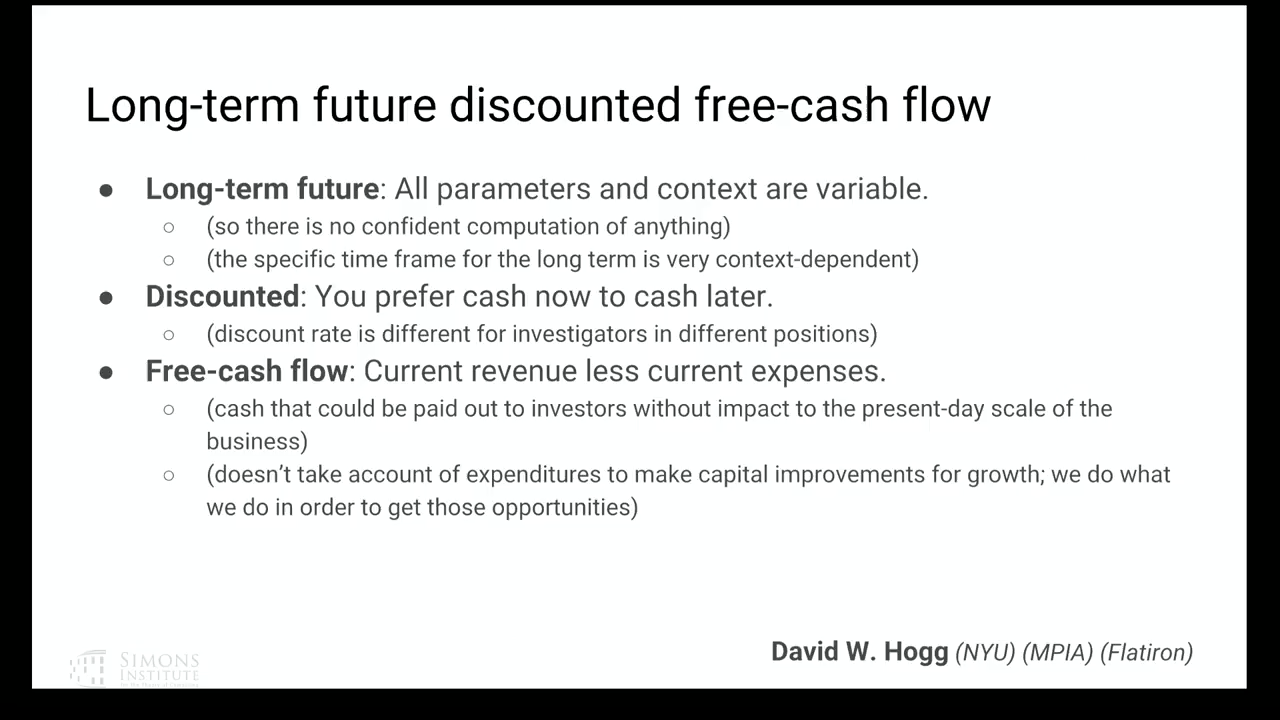 Long-term future discounted free-cash flow
● Long-term future: All parameters and context are variable.
○ (so there is no confident computation of anything)
○ (the specific time frame for the long term is very context-dependent)
● Discounted: You prefer cash now to cash later.
○ (discount rate is different for investigators in different positions)
● Free-cash flow: Current revenue less current expenses.
○ (cash that could be paid out to investors without impact to the present-day scale of the
business)
○ (doesn’t take account of expenditures to make capital improvements for growth; we do what
we do in order to get those opportunities)
David W. Hogg (NYU) (MPIA) (Flatiron)
SIMONS
INSTITUTE